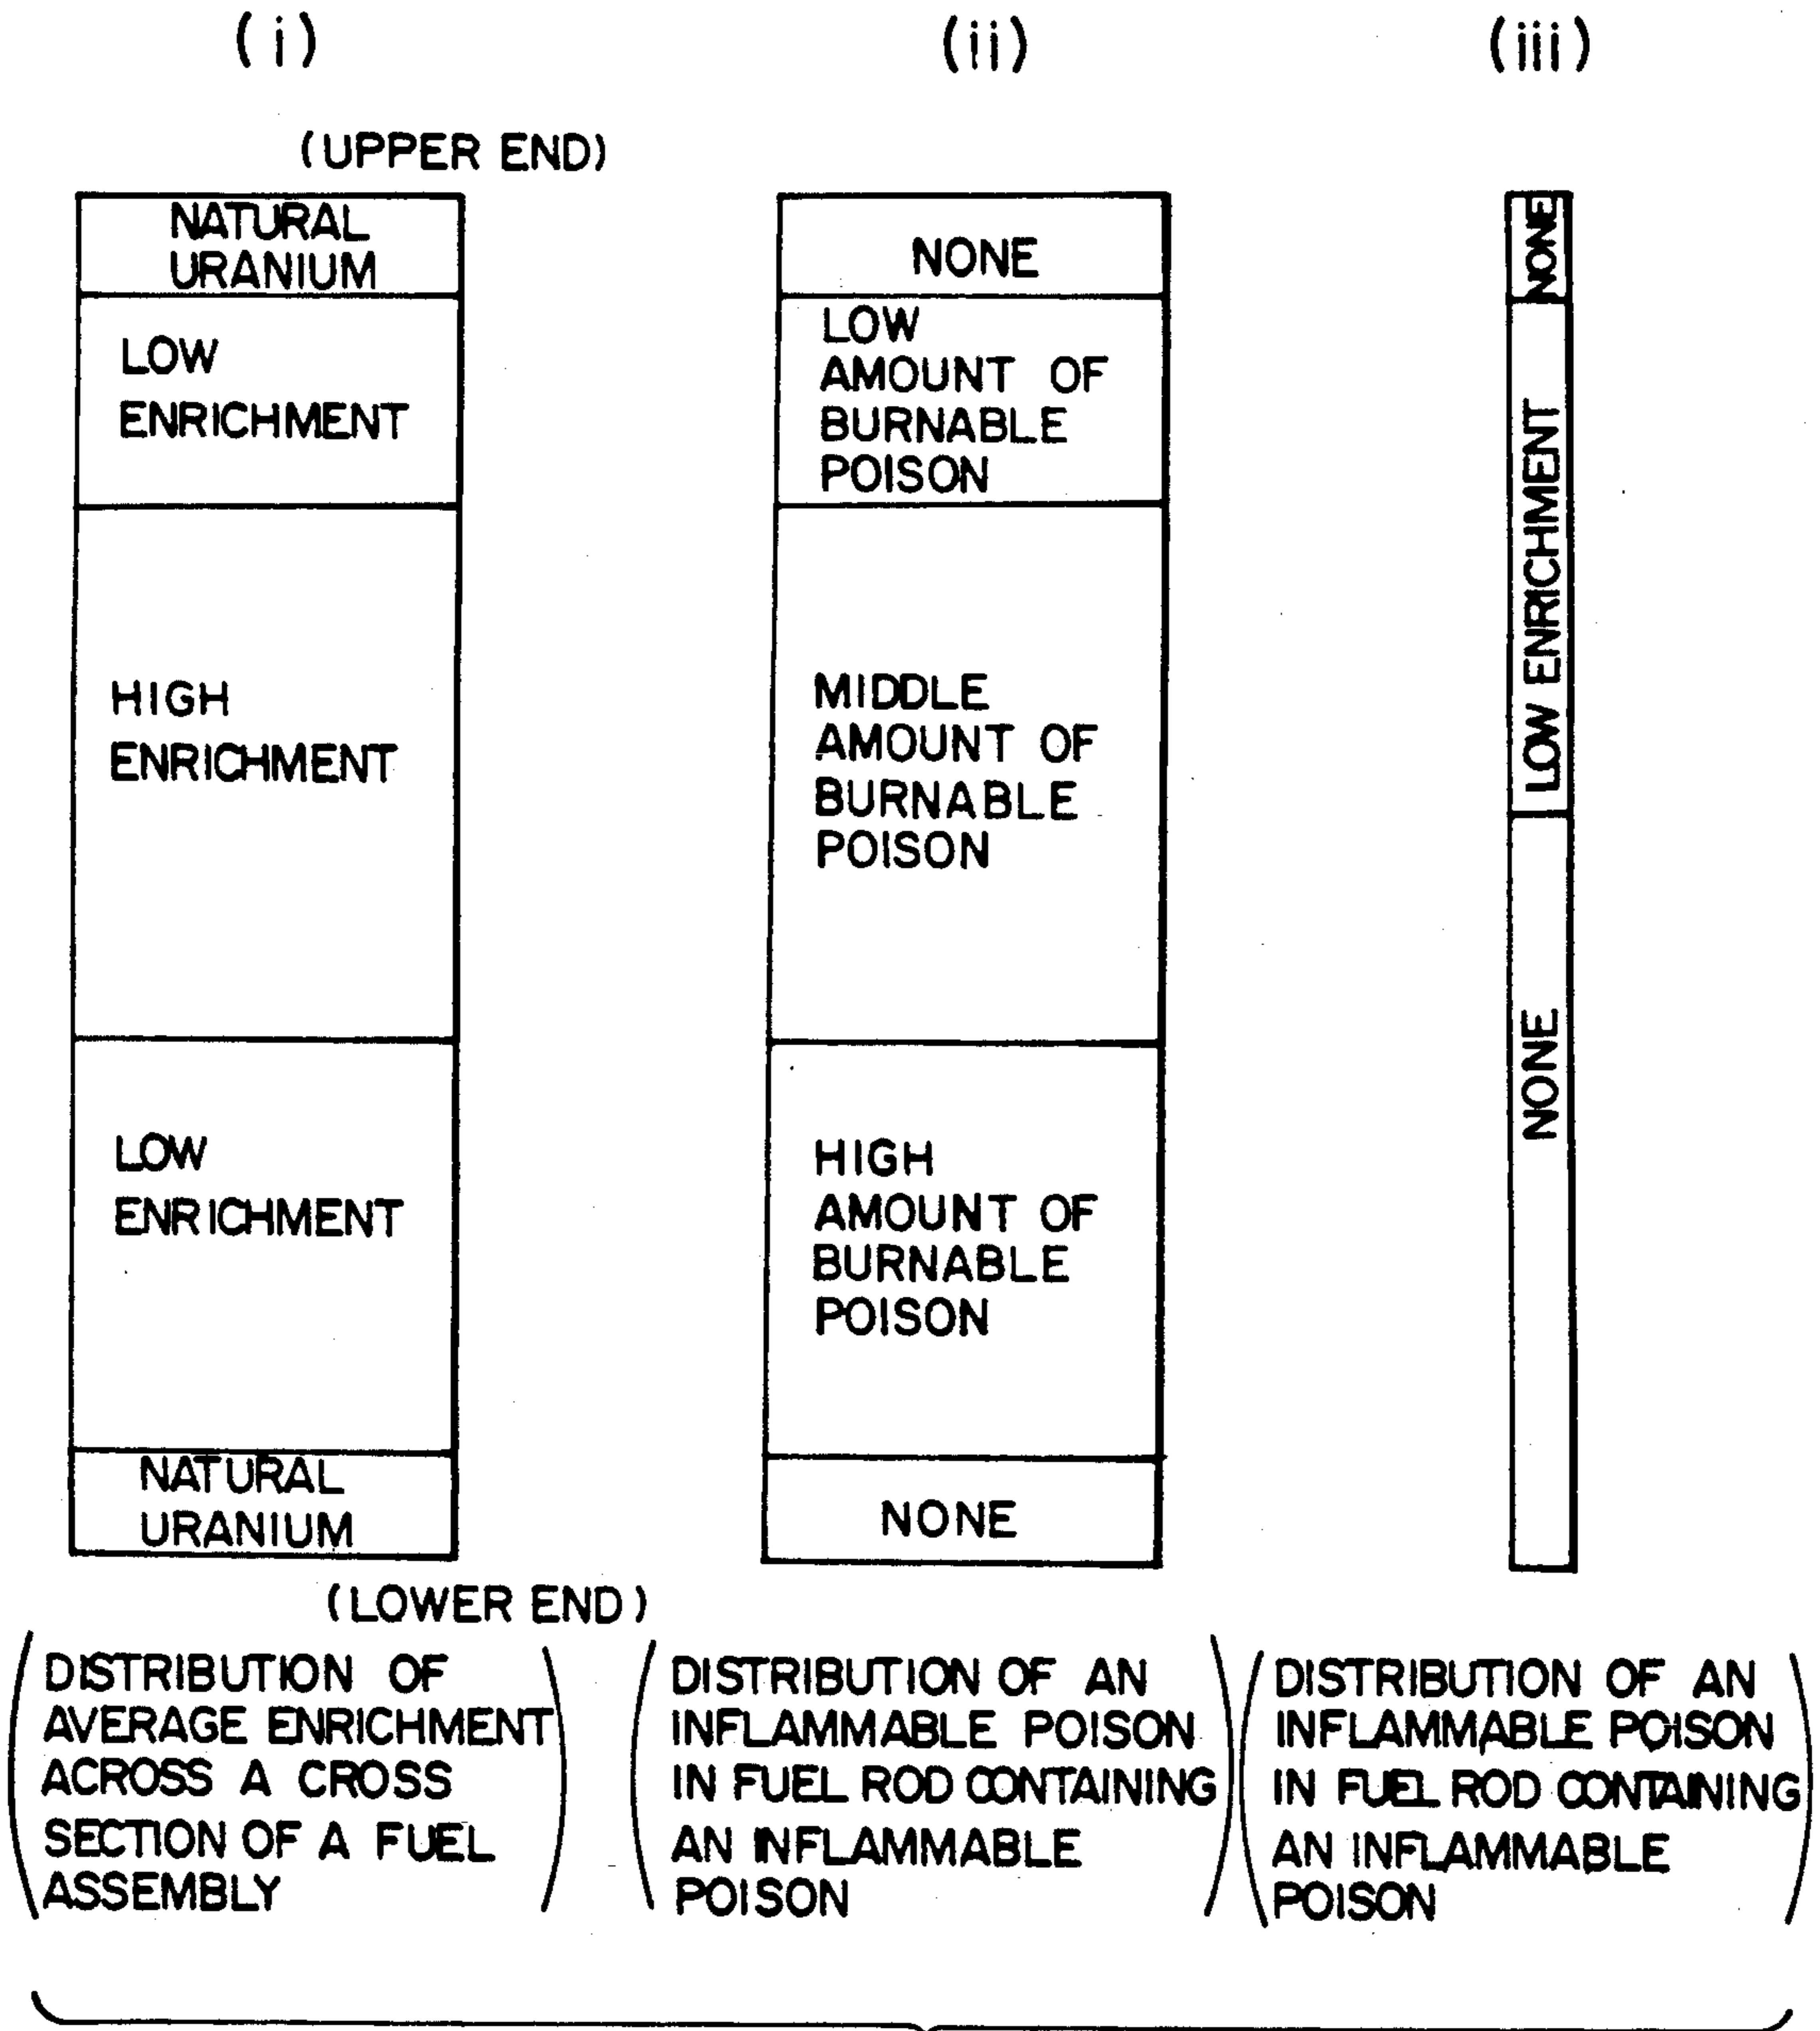 (i)
(ii)
(iii)
(UPPER END)
NATURAL
URANIUM
LOW
ENRICHMENT
HIGH
ENRICHMENT
LOW
ENRICHMENT
NATURAL
URANIUM
(LOWER END)
(DISTRIBUTION OF
AVERAGE ENRICHMENT
ACROSS A CROSS
SECTION OF A FUEL
ASSEMBLY)
NONE
LOW
AMOUNT OF
BURNABLE
POISON
MIDDLE
AMOUNT OF
BURNABLE
POISON
HIGH
AMOUNT OF
BURNABLE
POISON
NONE
(DISTRIBUTION OF AN
INFLAMMABLE POISON
IN FUEL ROD CONTAINING
AN INFLAMMABLE
POISON)
NONE
LOW ENRICHMENT
NONE
(DISTRIBUTION OF AN
INFLAMMABLE POISON
IN FUEL ROD CONTAINING
AN INFLAMMABLE
POISON)